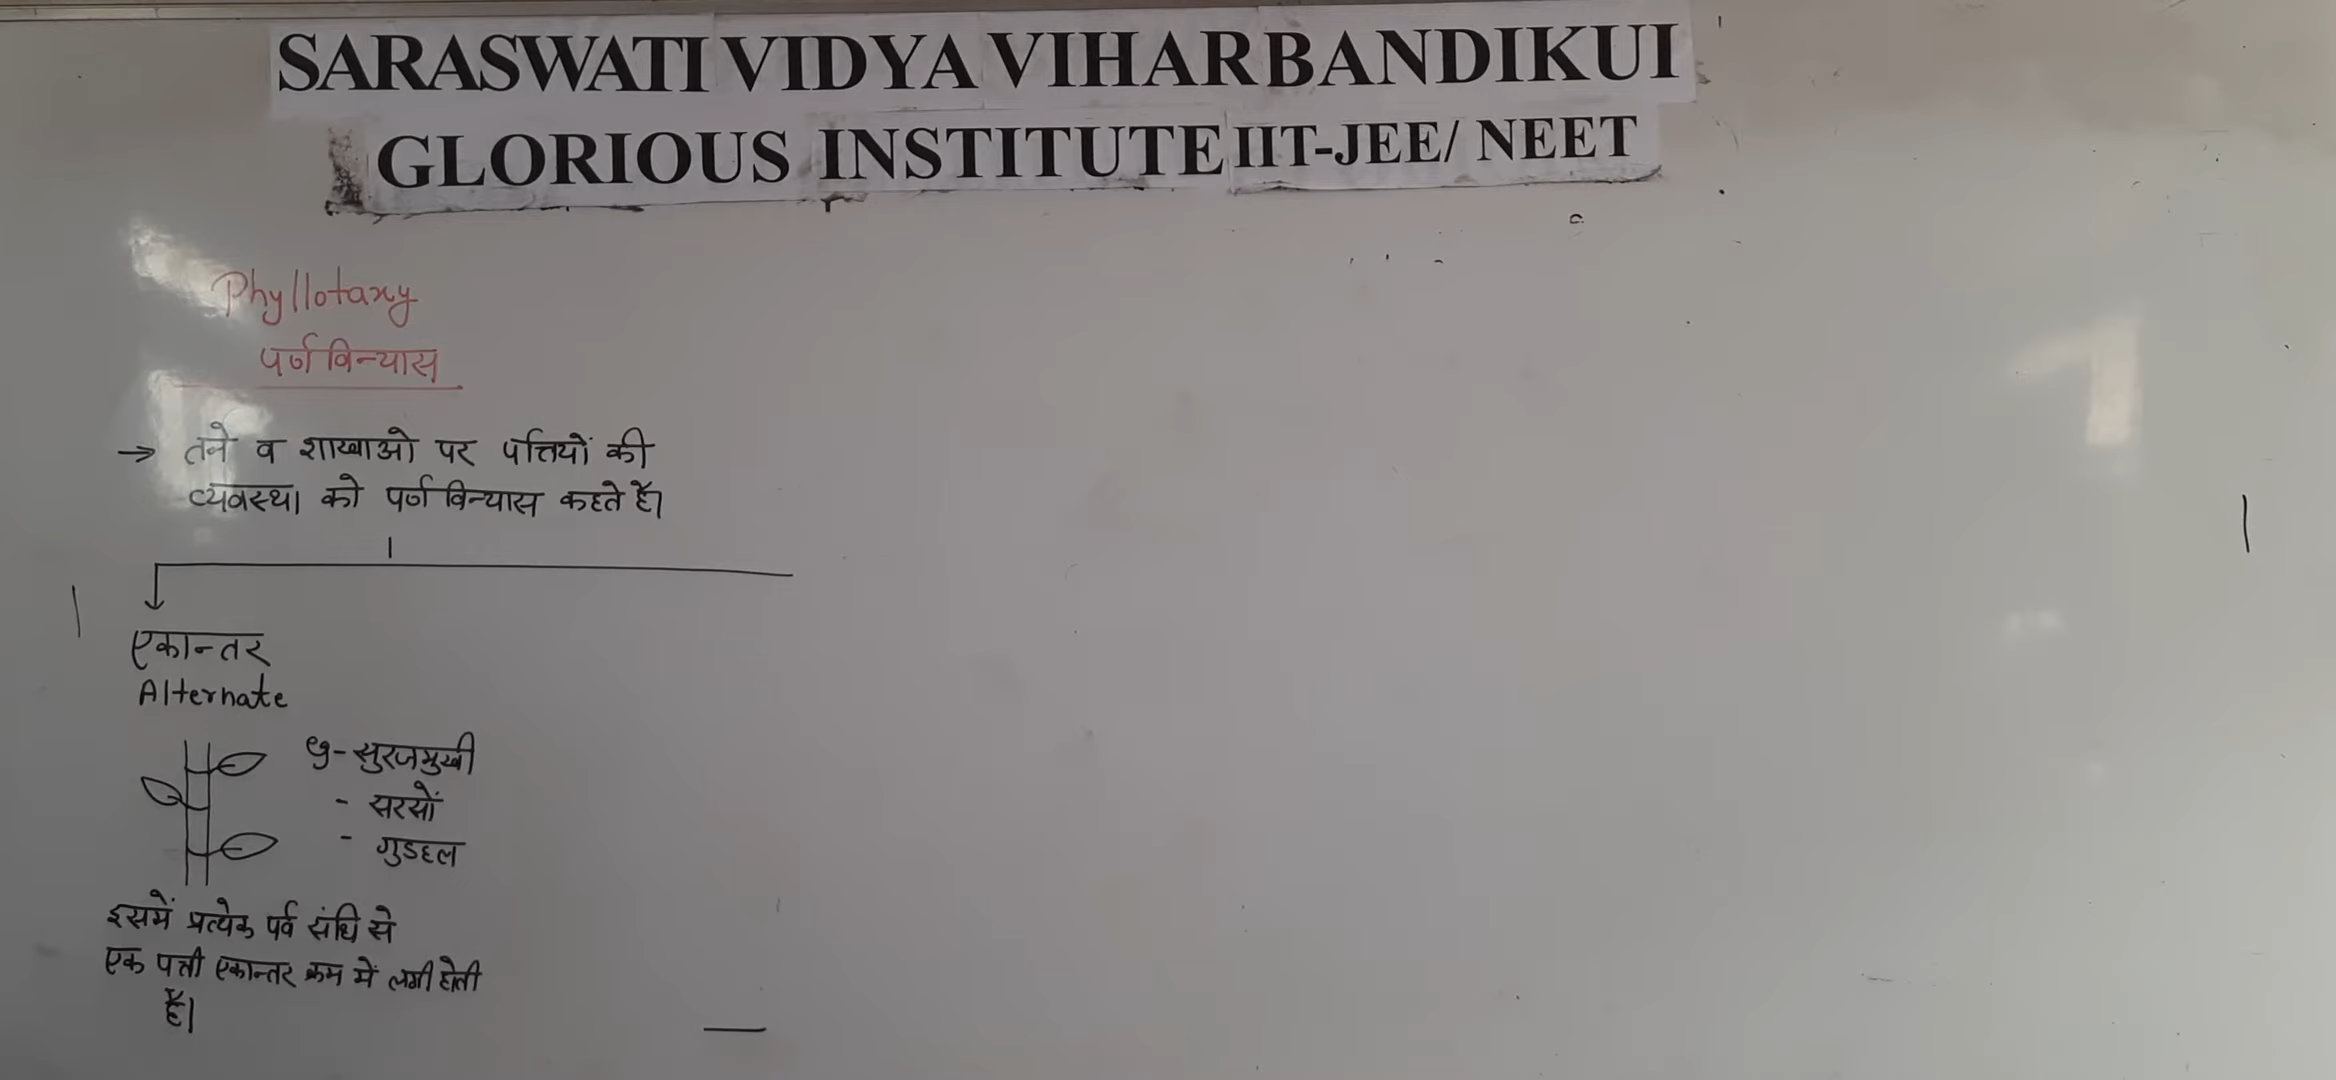 SARASWATI VIDYA VIHAR BANDIKUI
GLORIOUS INSTITUTE IIT-JEE/ NEET
Phyllotaxy
पर्ण विन्यास
→ तने व शाखाओ पर पत्तियों की
व्यवस्था को पर्ण विन्यास कहते हैं।
एकान्तर
Alternate
eg- सुरजमुखी
- सरसों
- गुडहल
इसमें प्रत्येक पर्व संधि से
एक पत्ती एकान्तर क्रम में लगी होती
हैं।